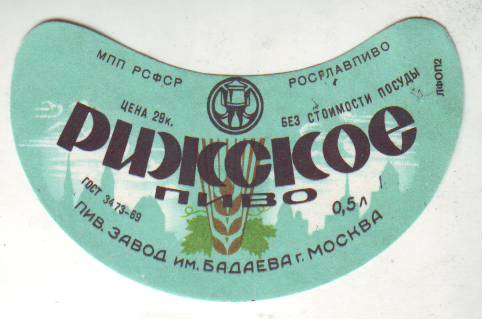 МПП РСФСР РОСГЛАВПИВО
ЛФОП2
ЦЕНА 29к. БЕЗ СТОИМОСТИ ПОСУДЫ
РИЖСКОЕ
ПИВО
ГОСТ 3473-69 0,5 л
ПИВ. ЗАВОД ИМ. БАДАЕВА г. МОСКВА